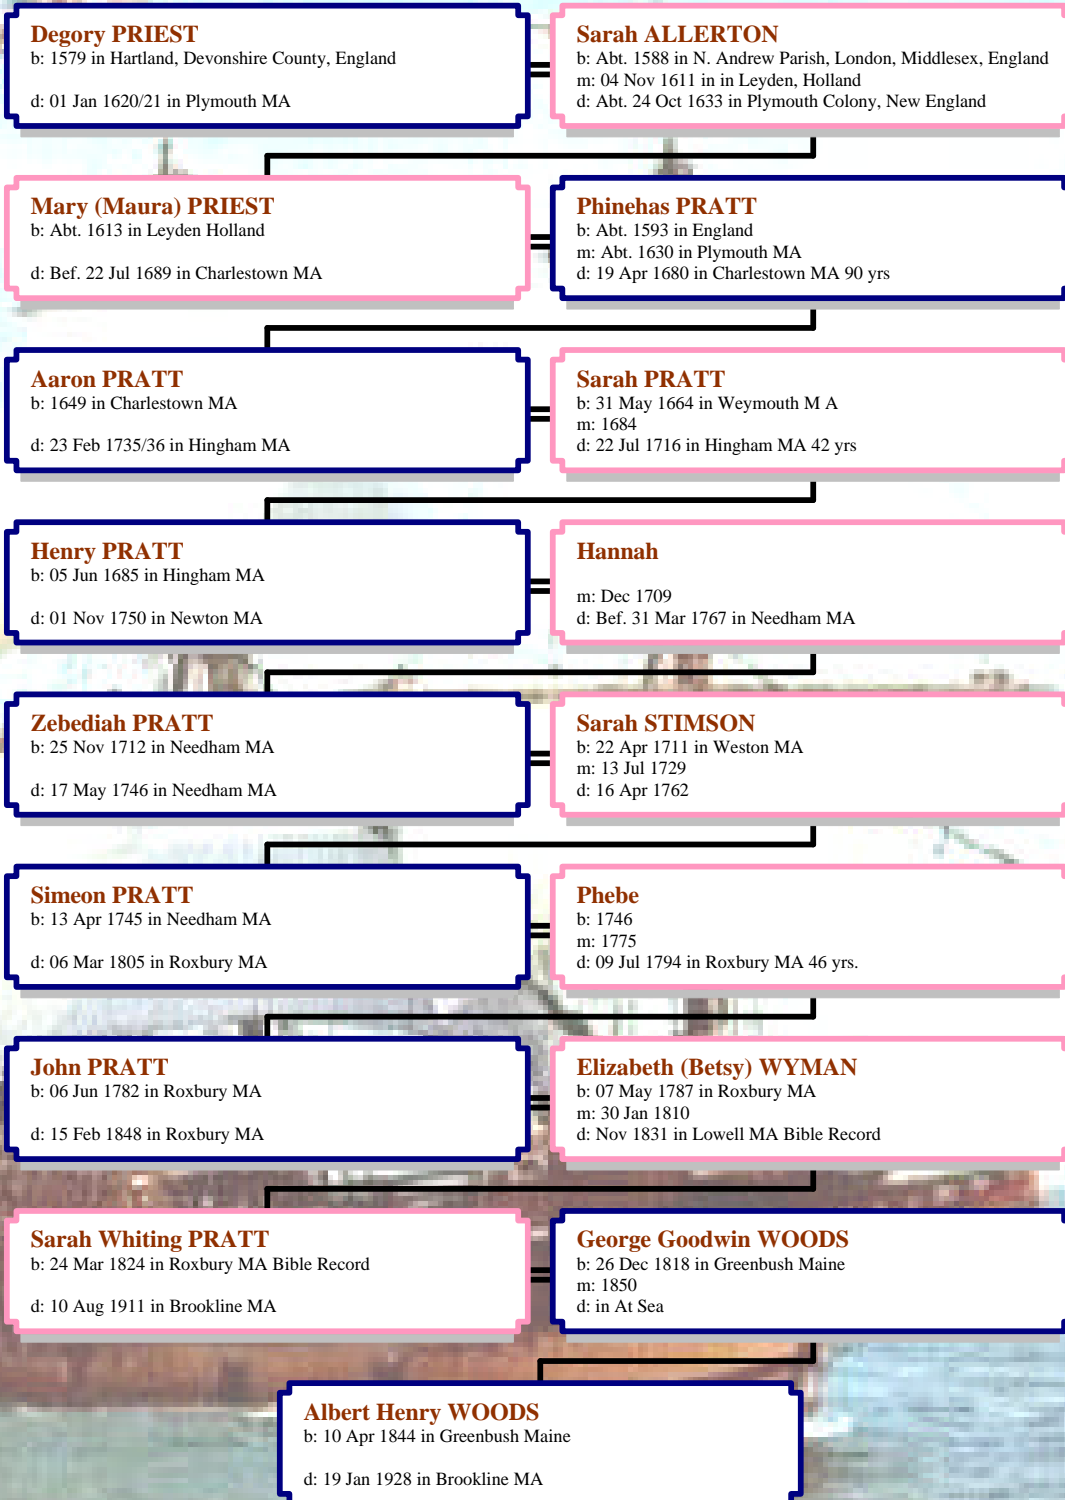 Degory PRIEST
b: 1579 in Hartland, Devonshire County, England
d: 01 Jan 1620/21 in Plymouth MA
Sarah ALLERTON
b: Abt. 1588 in N. Andrew Parish, London, Middlesex, England
m: 04 Nov 1611 in in Leyden, Holland
d: Abt. 24 Oct 1633 in Plymouth Colony, New England
Mary (Maura) PRIEST
b: Abt. 1613 in Leyden Holland
d: Bef. 22 Jul 1689 in Charlestown MA
Phinehas PRATT
b: Abt. 1593 in England
m: Abt. 1630 in Plymouth MA
d: 19 Apr 1680 in Charlestown MA 90 yrs
Aaron PRATT
b: 1649 in Charlestown MA
d: 23 Feb 1735/36 in Hingham MA
Sarah PRATT
b: 31 May 1664 in Weymouth M A
m: 1684
d: 22 Jul 1716 in Hingham MA 42 yrs
Henry PRATT
b: 05 Jun 1685 in Hingham MA
d: 01 Nov 1750 in Newton MA
Hannah
m: Dec 1709
d: Bef. 31 Mar 1767 in Needham MA
Zebediah PRATT
b: 25 Nov 1712 in Needham MA
d: 17 May 1746 in Needham MA
Sarah STIMSON
b: 22 Apr 1711 in Weston MA
m: 13 Jul 1729
d: 16 Apr 1762
Simeon PRATT
b: 13 Apr 1745 in Needham MA
d: 06 Mar 1805 in Roxbury MA
Phebe
b: 1746
m: 1775
d: 09 Jul 1794 in Roxbury MA 46 yrs.
John PRATT
b: 06 Jun 1782 in Roxbury MA
d: 15 Feb 1848 in Roxbury MA
Elizabeth (Betsy) WYMAN
b: 07 May 1787 in Roxbury MA
m: 30 Jan 1810
d: Nov 1831 in Lowell MA Bible Record
Sarah Whiting PRATT
b: 24 Mar 1824 in Roxbury MA Bible Record
d: 10 Aug 1911 in Brookline MA
George Goodwin WOODS
b: 26 Dec 1818 in Greenbush Maine
m: 1850
d: in At Sea
Albert Henry WOODS
b: 10 Apr 1844 in Greenbush Maine
d: 19 Jan 1928 in Brookline MA